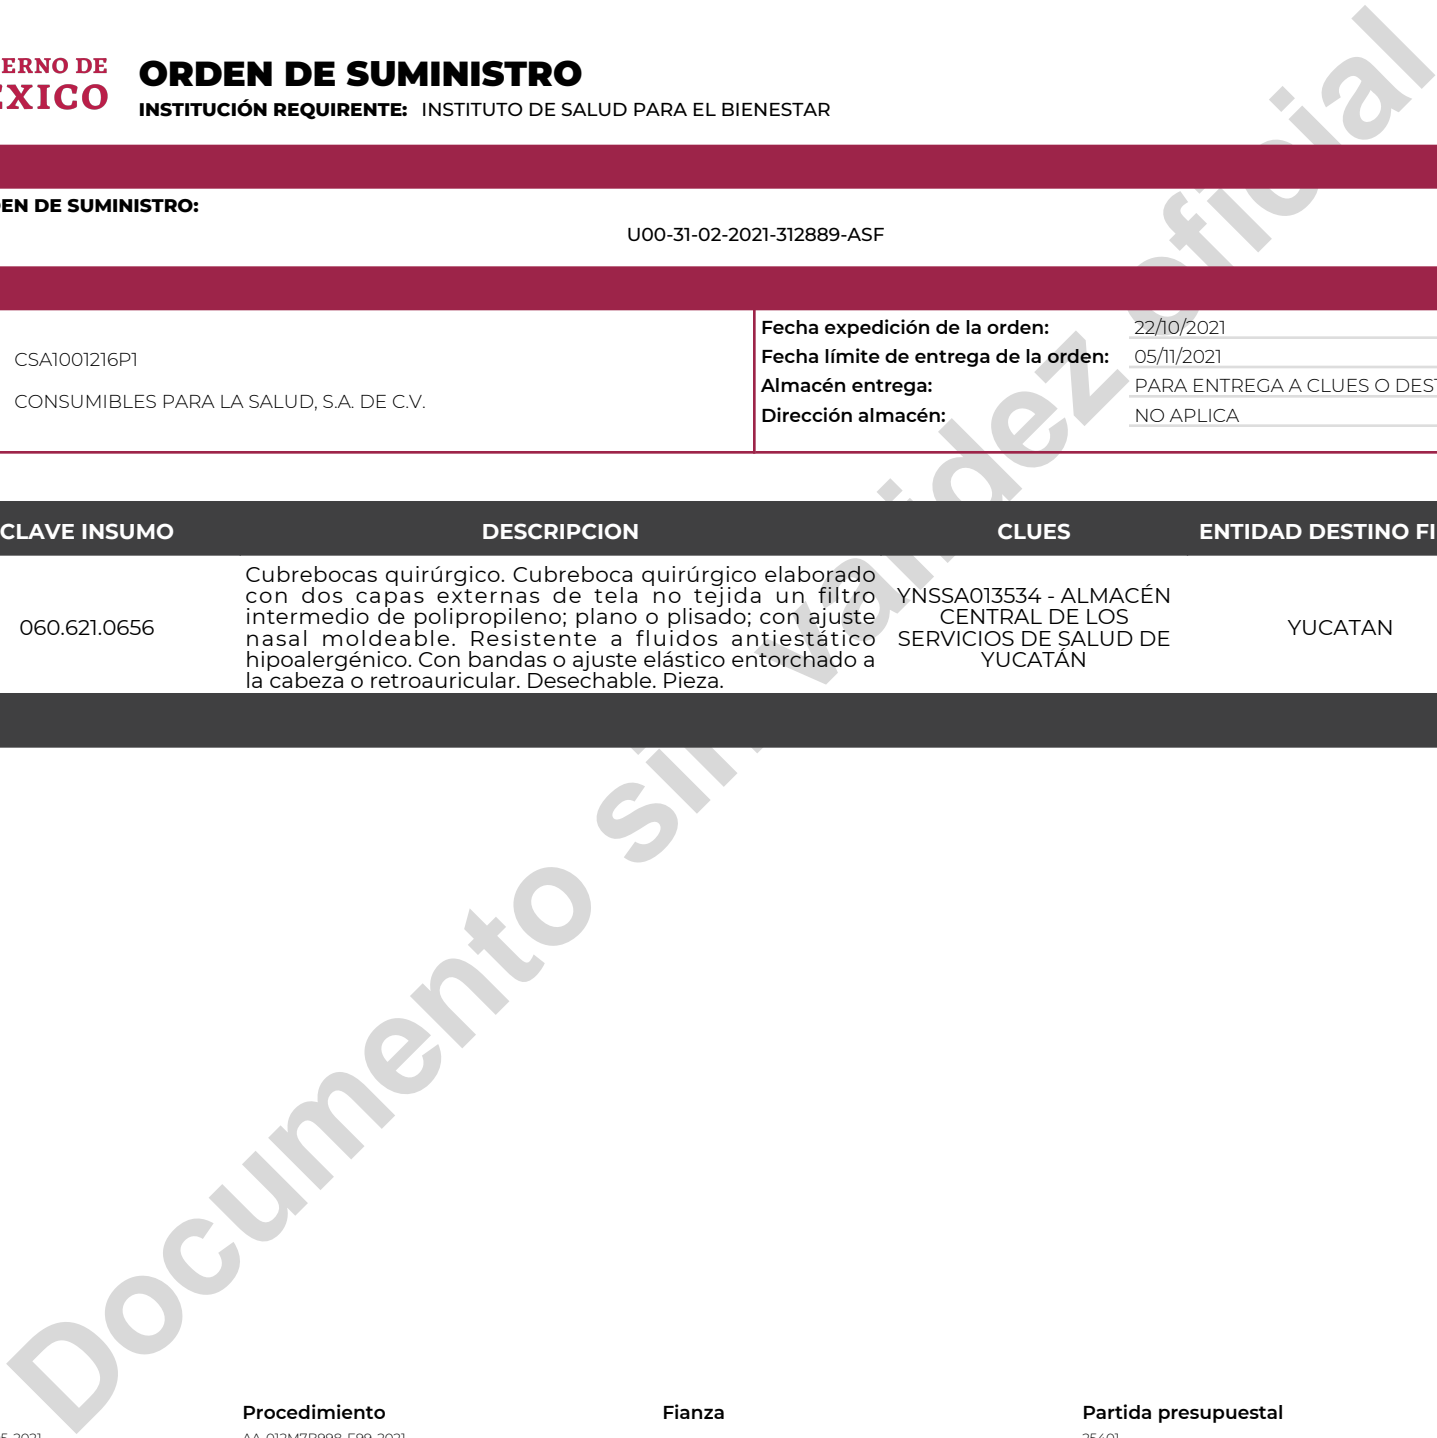 ERNO DE
EXICO
ORDEN DE SUMINISTRO
INSTITUCIÓN REQUIRENTE: INSTITUTO DE SALUD PARA EL BIENESTAR
EN DE SUMINISTRO:
U00-31-02-2021-312889-ASF
CSA1001216P1
CONSUMIBLES PARA LA SALUD, S.A. DE C.V.
Fecha expedición de la orden: 22/10/2021
Fecha límite de entrega de la orden: 05/11/2021
Almacén entrega: PARA ENTREGA A CLUES O DEST
Dirección almacén: NO APLICA
CLAVE INSUMO DESCRIPCION CLUES ENTIDAD DESTINO FI
060.621.0656
Cubrebocas quirúrgico. Cubreboca quirúrgico elaborado
con dos capas externas de tela no tejida un filtro
intermedio de polipropileno; plano o plisado; con ajuste
nasal moldeable. Resistente a fluidos antiestático
hipoalergénico. Con bandas o ajuste elástico entorchado a
la cabeza o retroauricular. Desechable. Pieza.
YNSSA013534 - ALMACÉN
CENTRAL DE LOS
SERVICIOS DE SALUD DE
YUCATÁN
YUCATAN
Documento sin validez oficial
Procedimiento Fianza Partida presupuestal